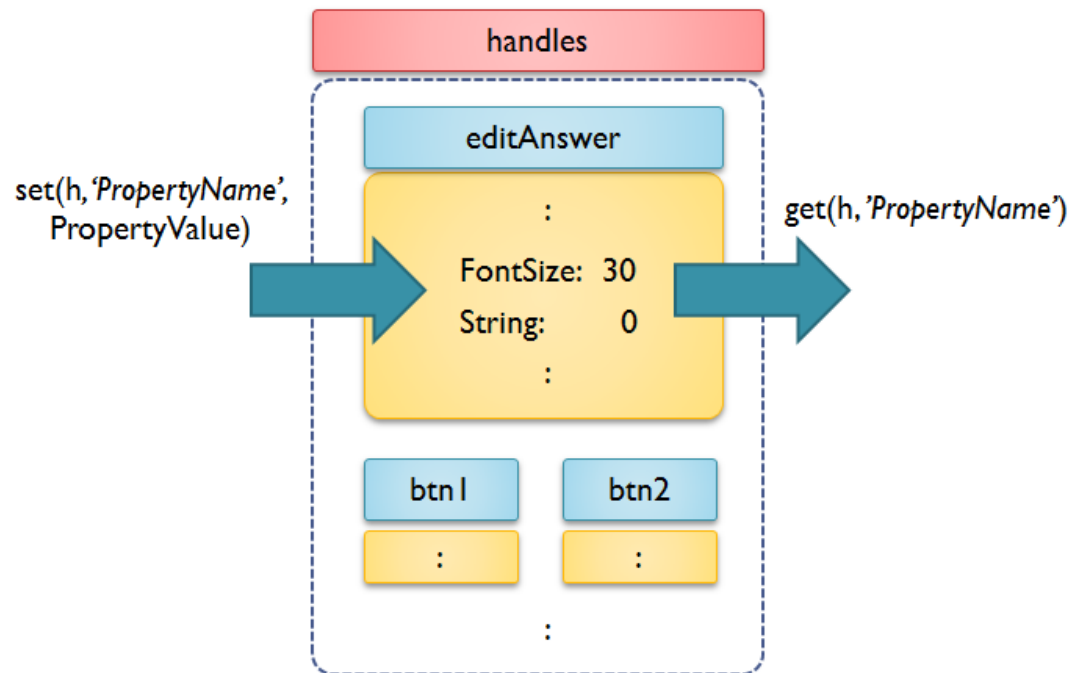 handles
editAnswer
set(h,‘PropertyName’,
PropertyValue)
:
get(h, ’PropertyName’)
FontSize: 30
String: 0
:
btn1
btn2
:
:
: